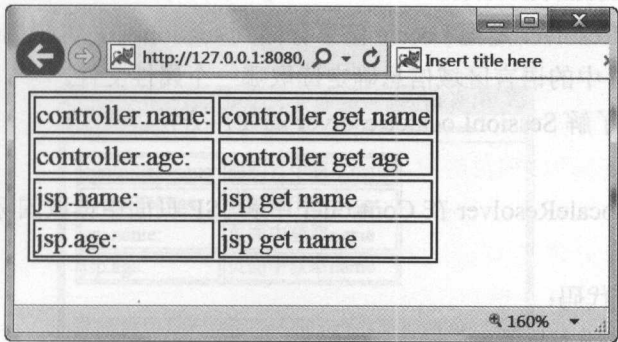 http://127.0.0.1:8080,
Insert title here
controller.name: controller get name
controller.age: controller get age
jsp.name: jsp get name
jsp.age: jsp get name
160%